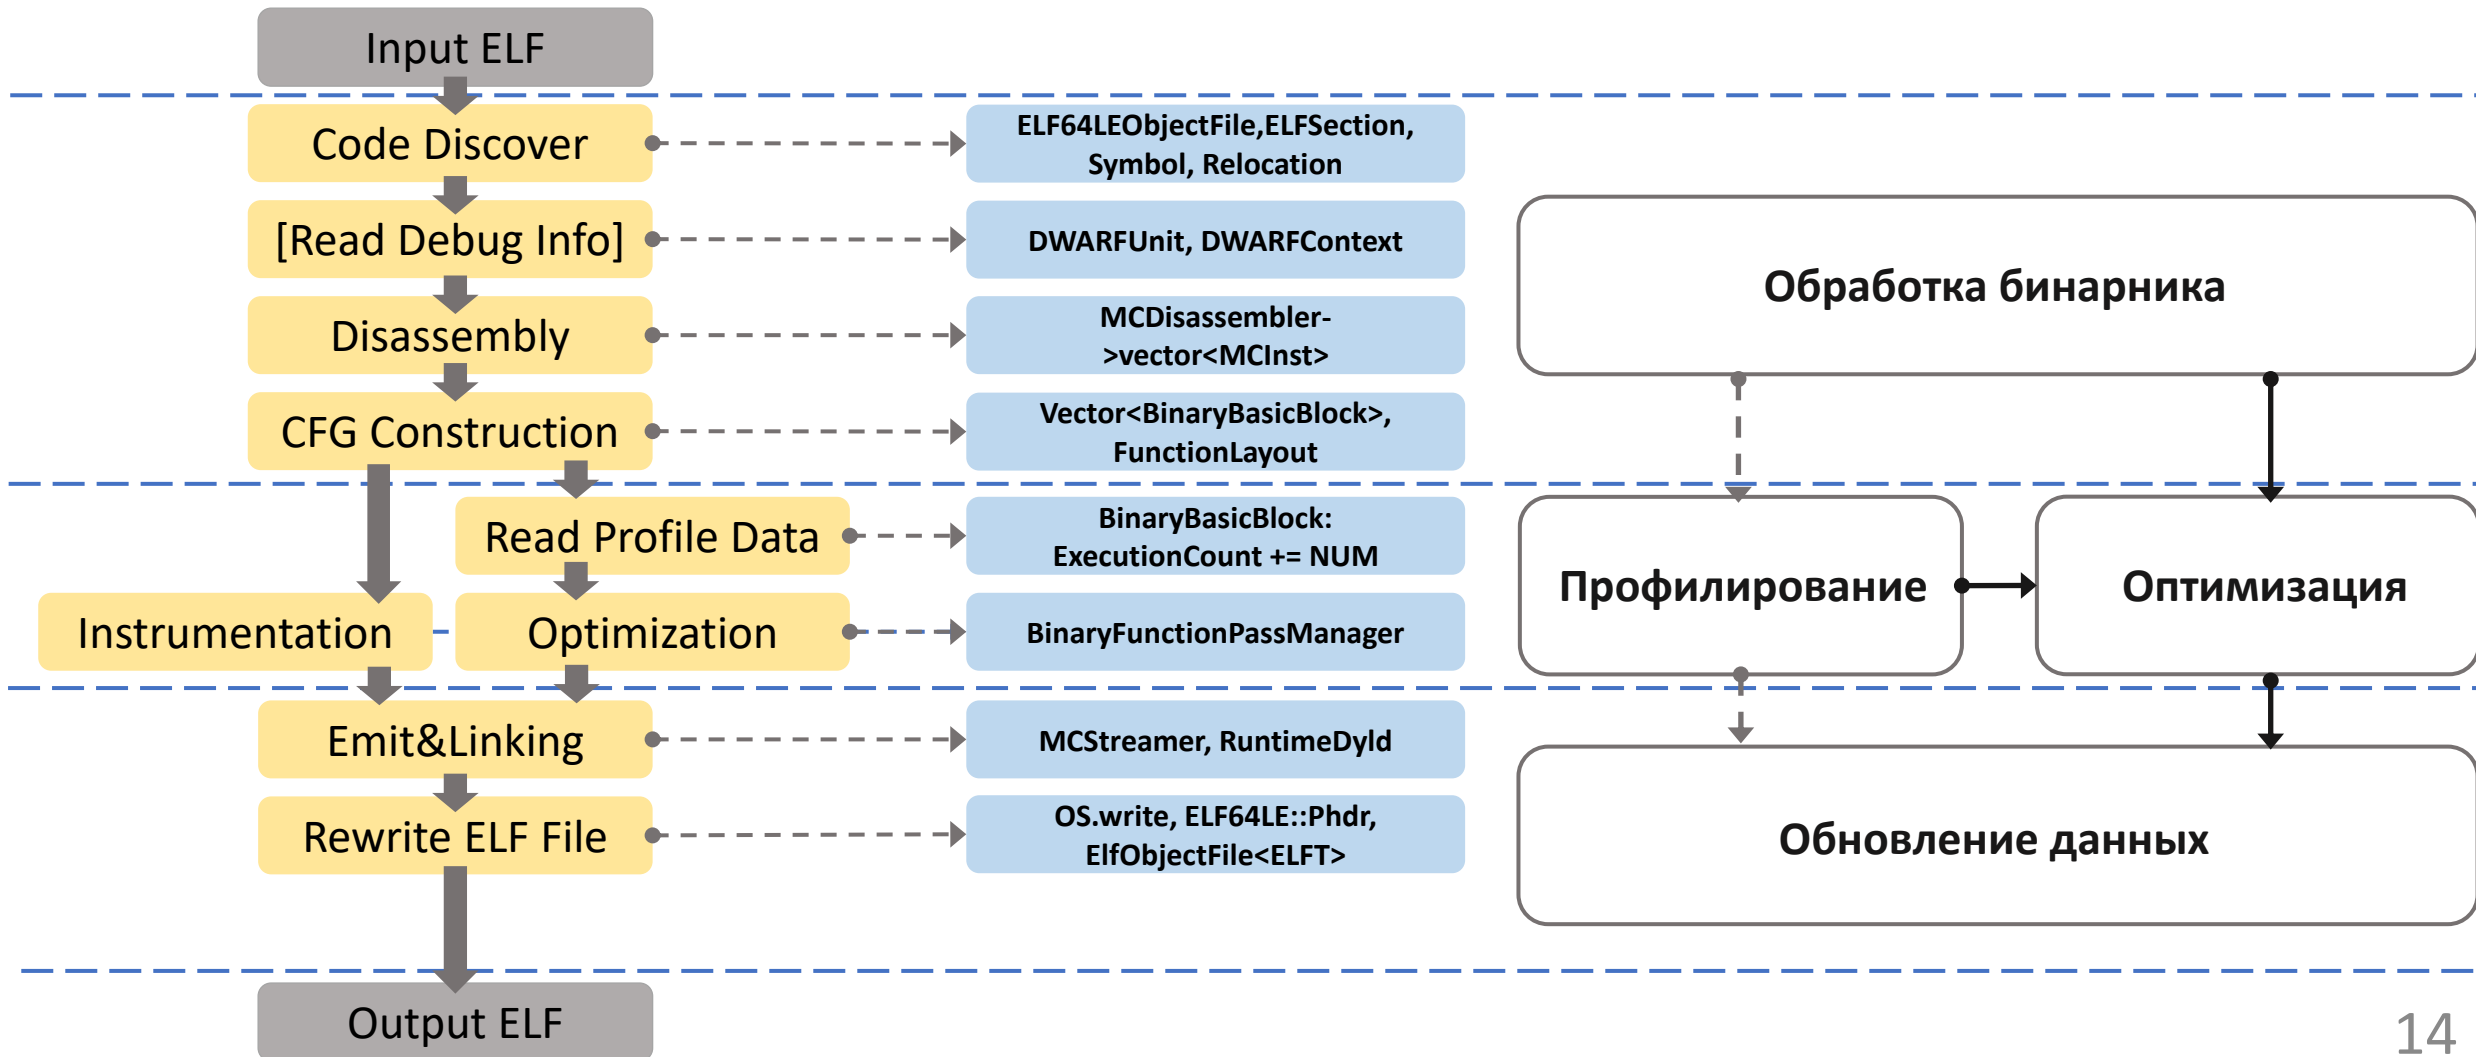 Input ELF
Code Discover
ELF64LEObjectFile,ELFSection,
Symbol, Relocation
[Read Debug Info]
DWARFUnit, DWARFContext
Обработка бинарника
Disassembly
MCDisassembler-
>vector<MCInst>
CFG Construction
Vector<BinaryBasicBlock>,
FunctionLayout
Read Profile Data
BinaryBasicBlock:
ExecutionCount += NUM
Профилирование
Оптимизация
Instrumentation
Optimization
BinaryFunctionPassManager
Emit&Linking
MCStreamer, RuntimeDyld
Rewrite ELF File
OS.write, ELF64LE::Phdr,
ElfObjectFile<ELFT>
Обновление данных
Output ELF
14